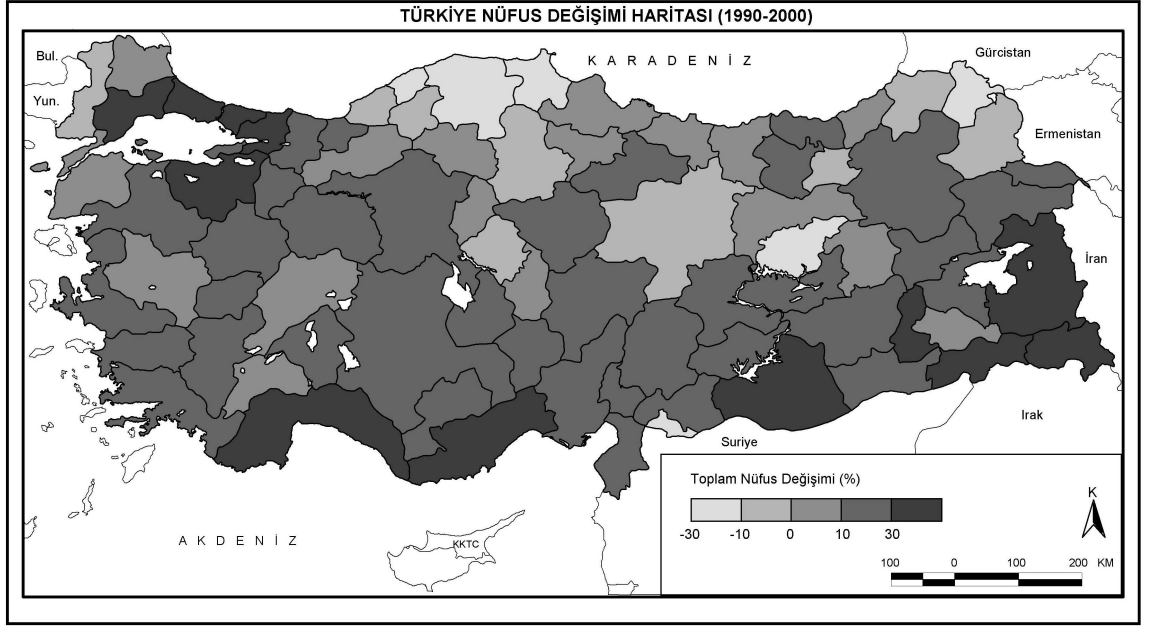 TÜRKİYE NÜFUS DEĞİŞİMİ HARİTASI (1990-2000)
Bul.
K A R A D E N İ Z
Gürcistan
Yun.
Ermenistan
İran
Irak
Suriye
A K D E N İ Z
KKTC
Toplam Nüfus Değişimi (%)
-30 -10 0 10 30
K
100 0 100 200 KM